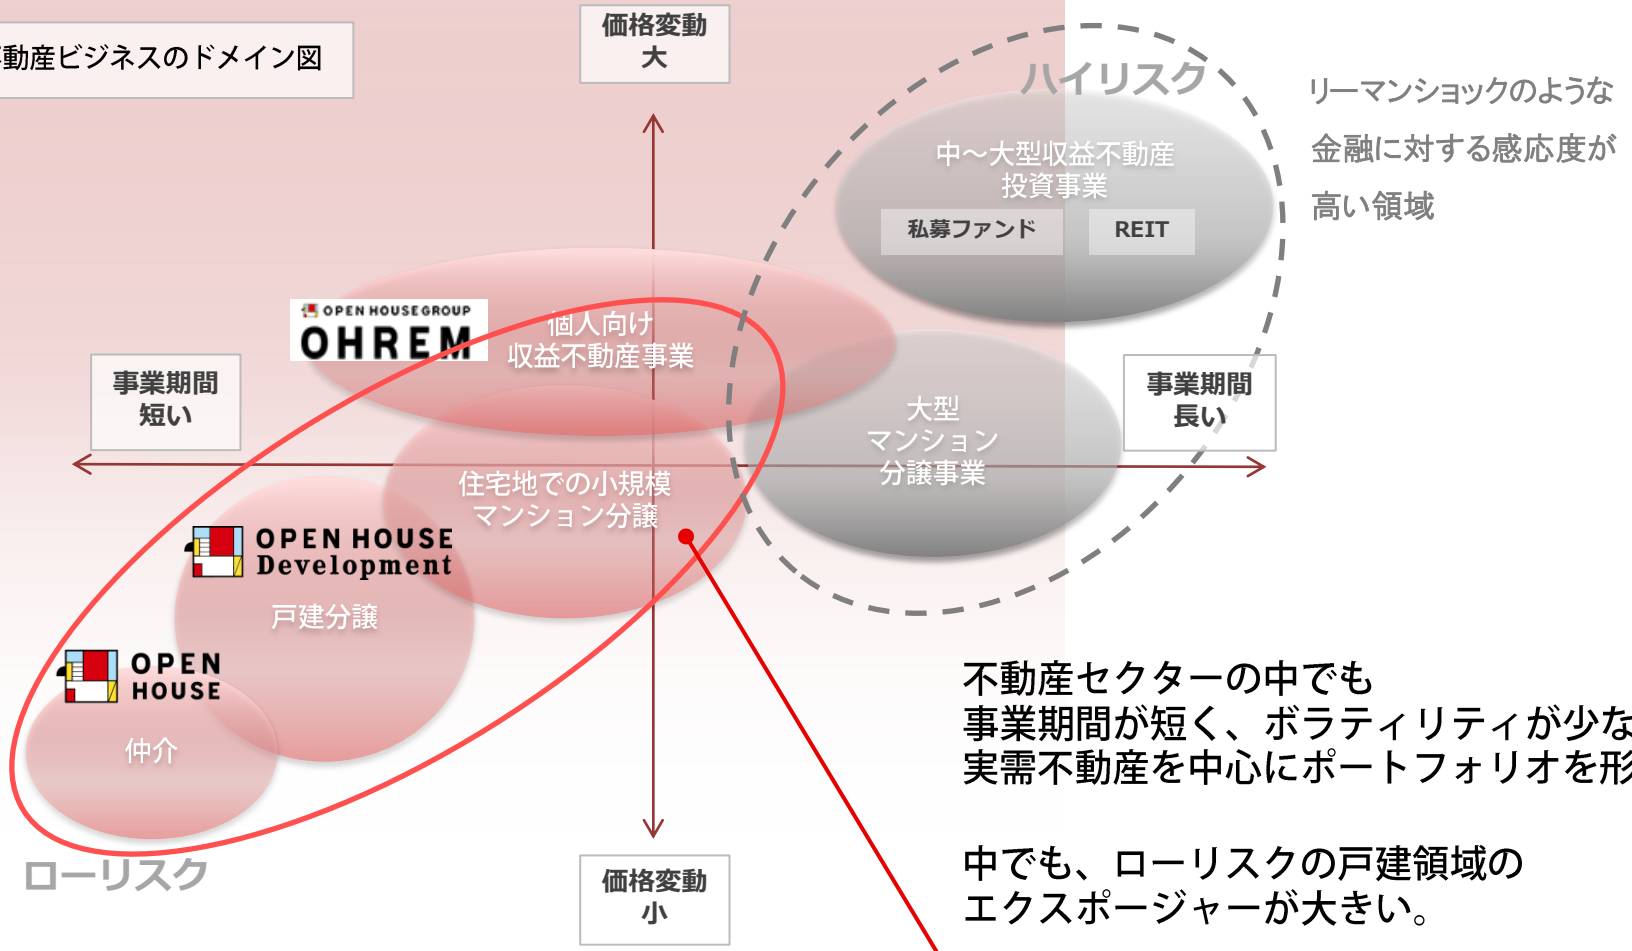 動産ビジネスのドメイン図
価格変動
大
ハイリスク
リーマンショックのような
金融に対する感応度が
高い領域
中～大型収益不動産
投資事業
私募ファンド
REIT
OPEN HOUSE GROUP
OHREM
個人向け
収益不動産事業
事業期間
短い
事業期間
長い
大型
マンション
分譲事業
住宅地での小規模
マンション分譲
OPEN HOUSE
Development
戸建分譲
OPEN
HOUSE
仲介
ローリスク
価格変動
小
不動産セクターの中でも
事業期間が短く、ボラティリティが少な
実需不動産を中心にポートフォリオを形
中でも、ローリスクの戸建領域の
エクスポージャーが大きい。